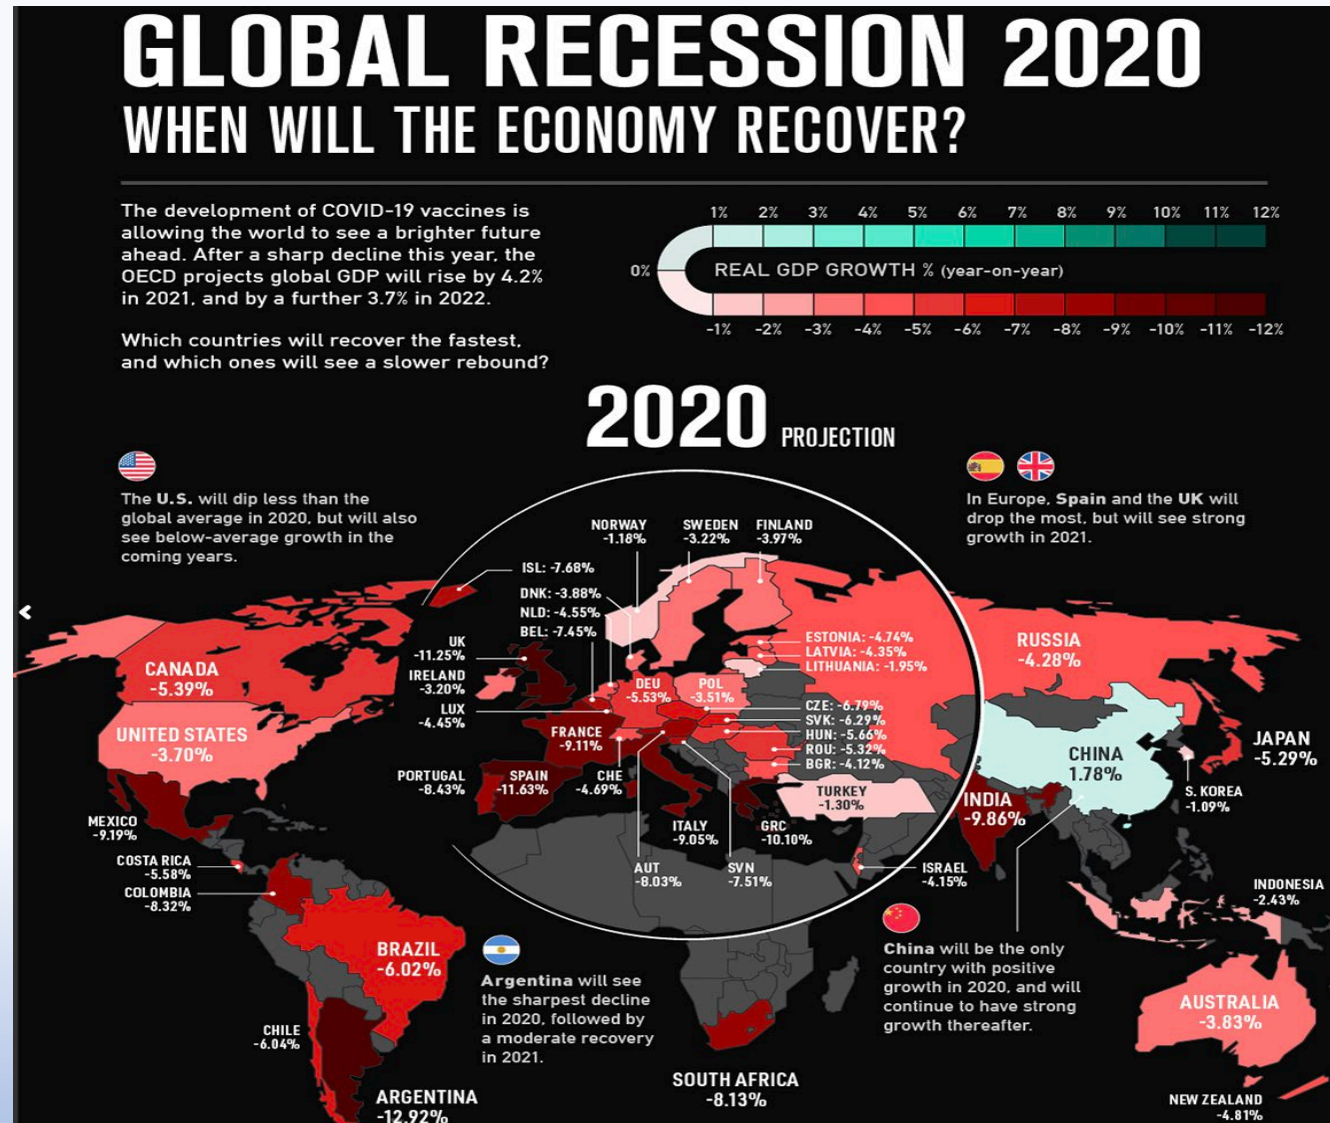 GLOBAL RECESSION 2020
WHEN WILL THE ECONOMY RECOVER?
The development of COVID-19 vaccines is
allowing the world to see a brighter future
ahead. After a sharp decline this year, the
OECD projects global GDP will rise by 4.2%
in 2021, and by a further 3.7% in 2022.
Which countries will recover the fastest,
and which ones will see a slower rebound?
1% 2% 3% 4% 5% 6% 7% 8% 9% 10% 11% 12%
0%
REAL GDP GROWTH % (year-on-year)
-1% -2% -3% -4% -5% -6% -7% -8% -9% -10% -11% -12%
2020 PROJECTION
The U.S. will dip less than the
global average in 2020, but will also
see below-average growth in the
coming years.
In Europe, Spain and the UK will
drop the most, but will see strong
growth in 2021.
NORWAY
-1.18%
SWEDEN
-3.22%
FINLAND
-3.97%
ISL: -7.68%
DNK: -3.88%
NLD: -4.55%
BEL: -7.45%
UK
-11.25%
IRELAND
-3.20%
LUX
-4.45%
ESTONIA: -4.74%
LATVIA: -4.35%
LITHUANIA: -1.95%
DEU
-5.53%
POL
-3.51%
CZE: -6.79%
SVK: -6.29%
HUN: -5.66%
ROU: -5.32%
BGR: -4.12%
FRANCE
-9.11%
PORTUGAL
-8.43%
SPAIN
-11.63%
CHE
-4.69%
TURKEY
-1.30%
ITALY
-9.05%
GRC
-10.10%
AUT
-8.03%
SVN
-7.51%
CANADA
-5.39%
UNITED STATES
-3.70%
MEXICO
-9.19%
COSTA RICA
-5.58%
COLOMBIA
-8.32%
BRAZIL
-6.02%
CHILE
-6.04%
ARGENTINA
-12.92%
Argentina will see
the sharpest decline
in 2020, followed by
a moderate recovery
in 2021.
SOUTH AFRICA
-8.13%
RUSSIA
-4.28%
CHINA
1.78%
JAPAN
-5.29%
S. KOREA
-1.09%
INDIA
-9.86%
ISRAEL
-4.15%
INDONESIA
-2.43%
China will be the only
country with positive
growth in 2020, and will
continue to have strong
growth thereafter.
AUSTRALIA
-3.83%
NEW ZEALAND
-4.81%